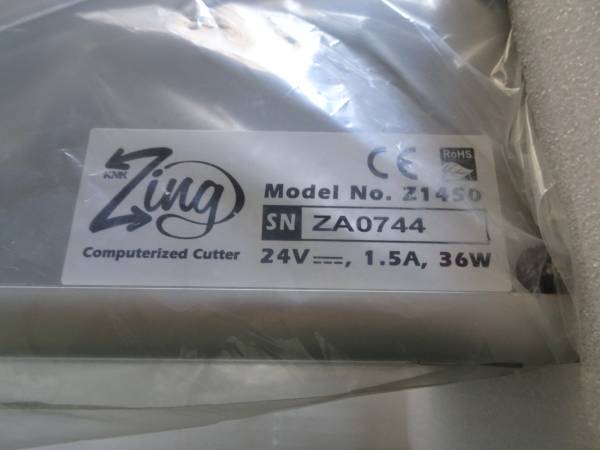 KNK
Zing
Computerized Cutter
CE RoHS
Model No. Z1450
SN ZA0744
24V⎓, 1.5A, 36W